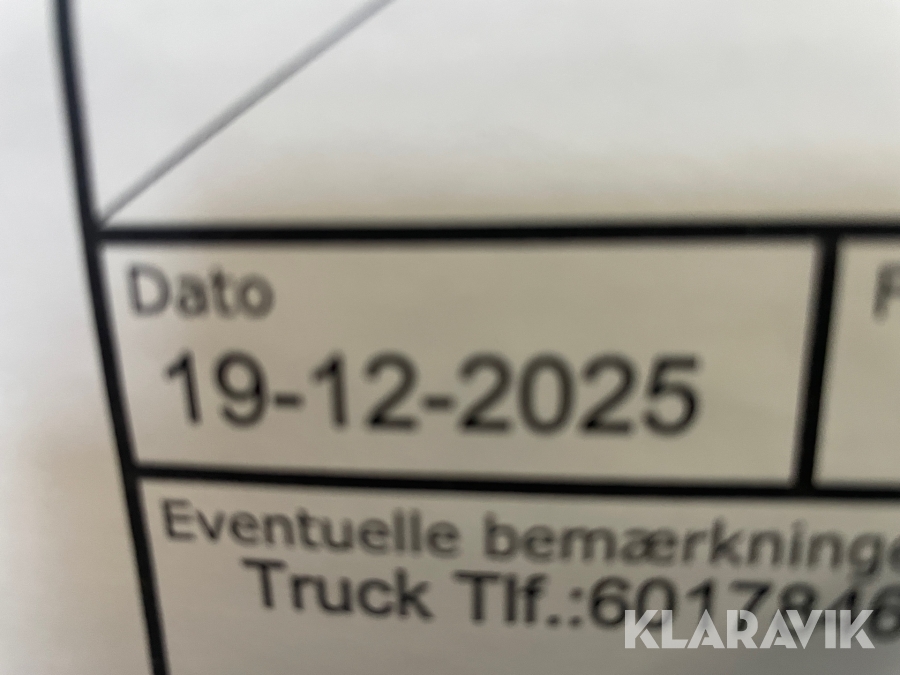 Dato
19-12-2025
Eventuelle bemærkninge
Truck Tlf.:6017846
KLARAVIK